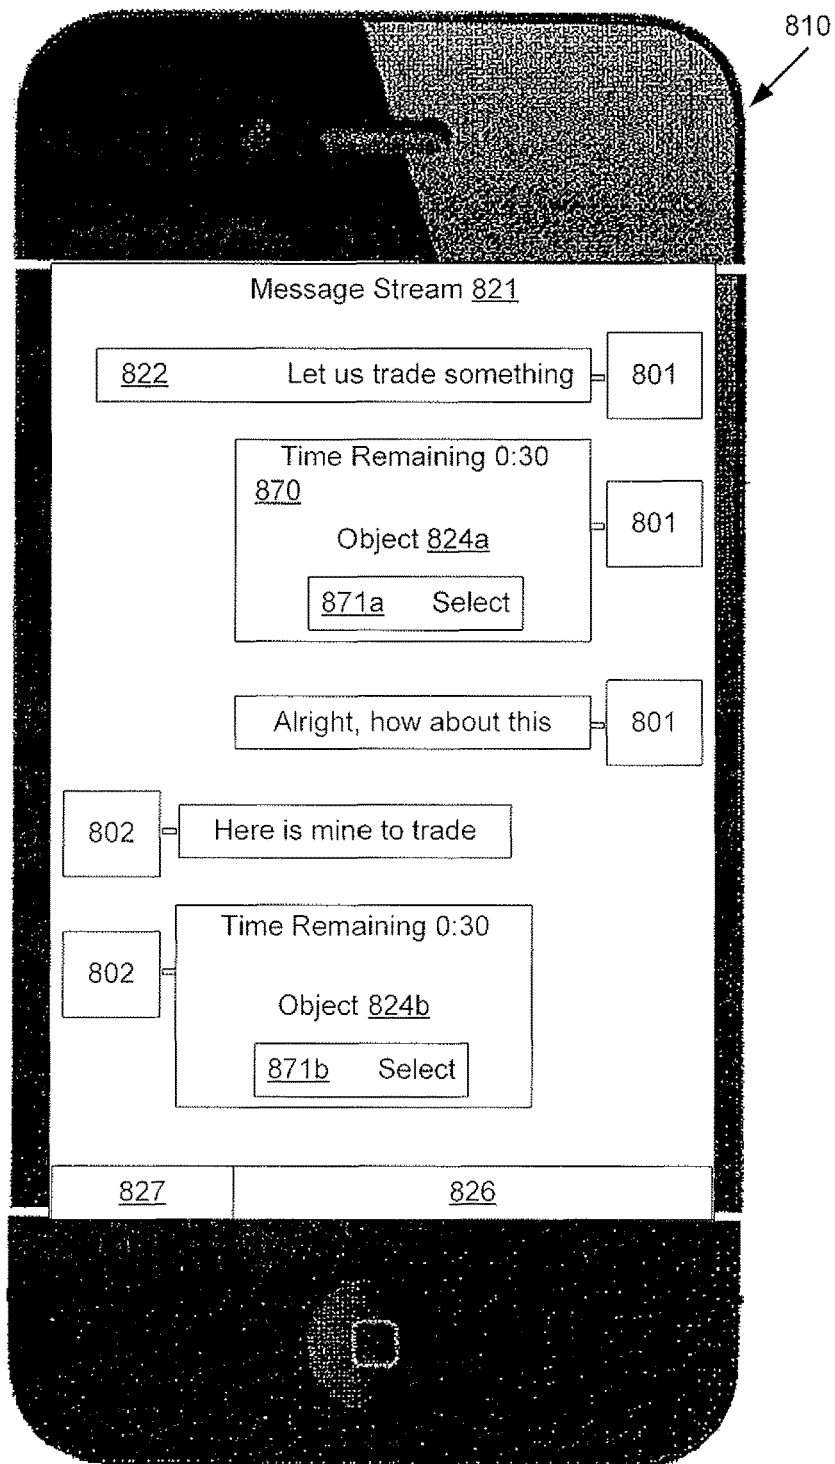 810
Message Stream 821
822 Let us trade something 801
Time Remaining 0:30
870
801
Object 824a
871a Select
Alright, how about this 801
802 Here is mine to trade
Time Remaining 0:30
802
Object 824b
871b Select
827 826